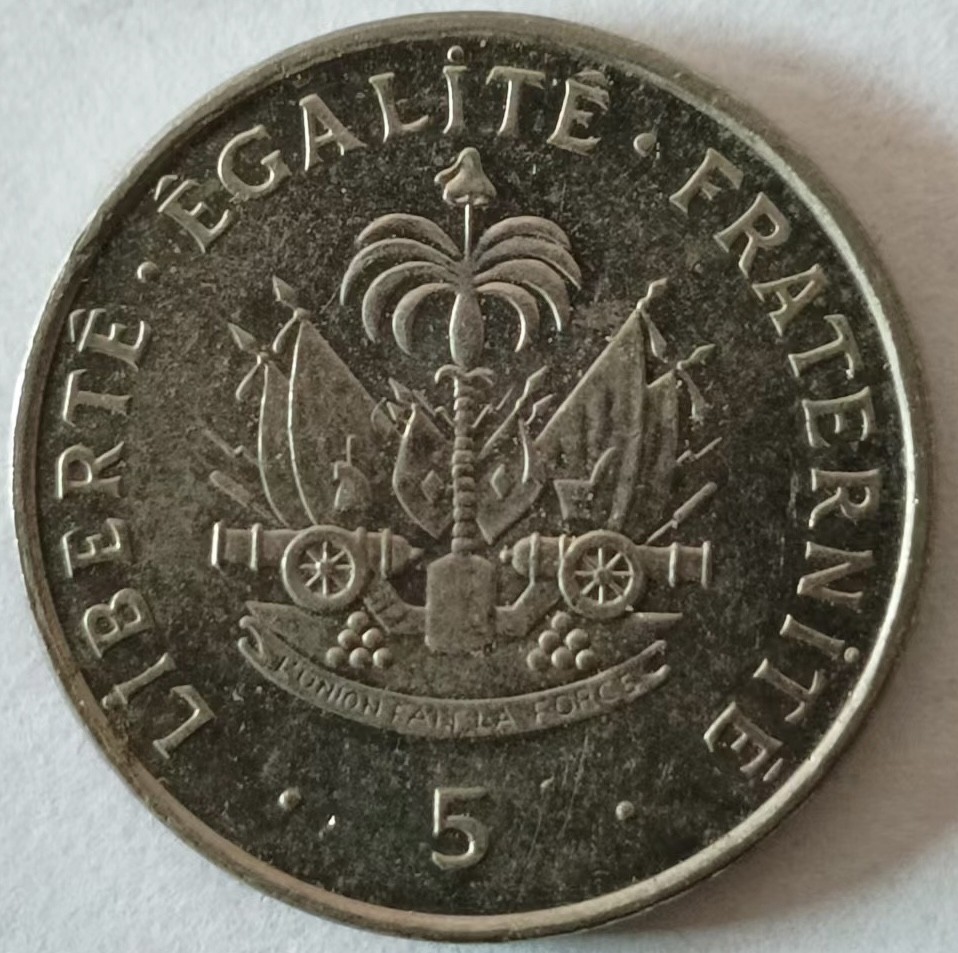 LIBERTÉ · ÉGALITÉ · FRATERNITÉ
L'UNION FAIT LA FORCE
· 5 ·